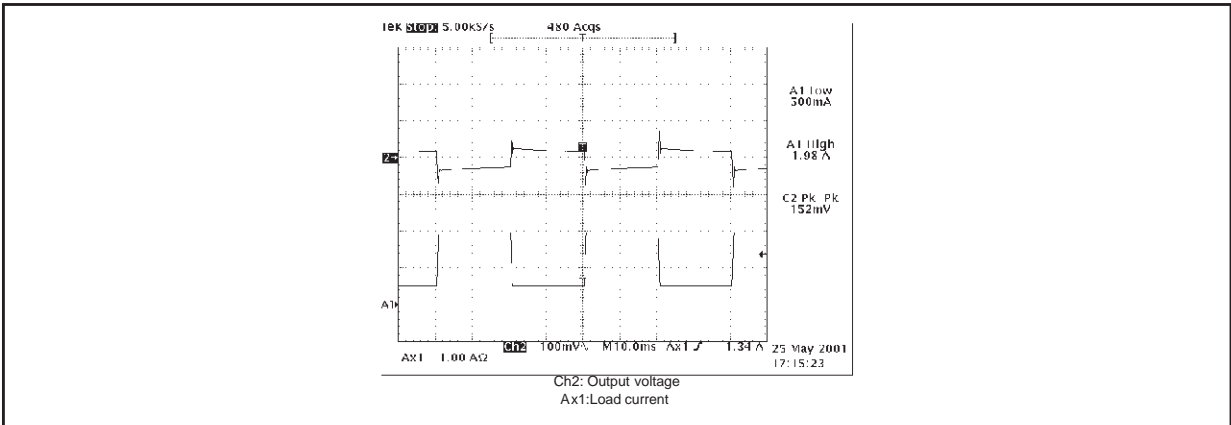 Tek Stop: 5.00kS/s 480 Acqs
T
A1 Low
500mA
A1 High
1.98 A
C2 Pk Pk
152mV
2
T
A1
Ch2 100mV M10.0ms Ax1 1.34 A
Ax1 1.00 AΩ
25 May 2001
17:15:23
Ch2: Output voltage
Ax1:Load current